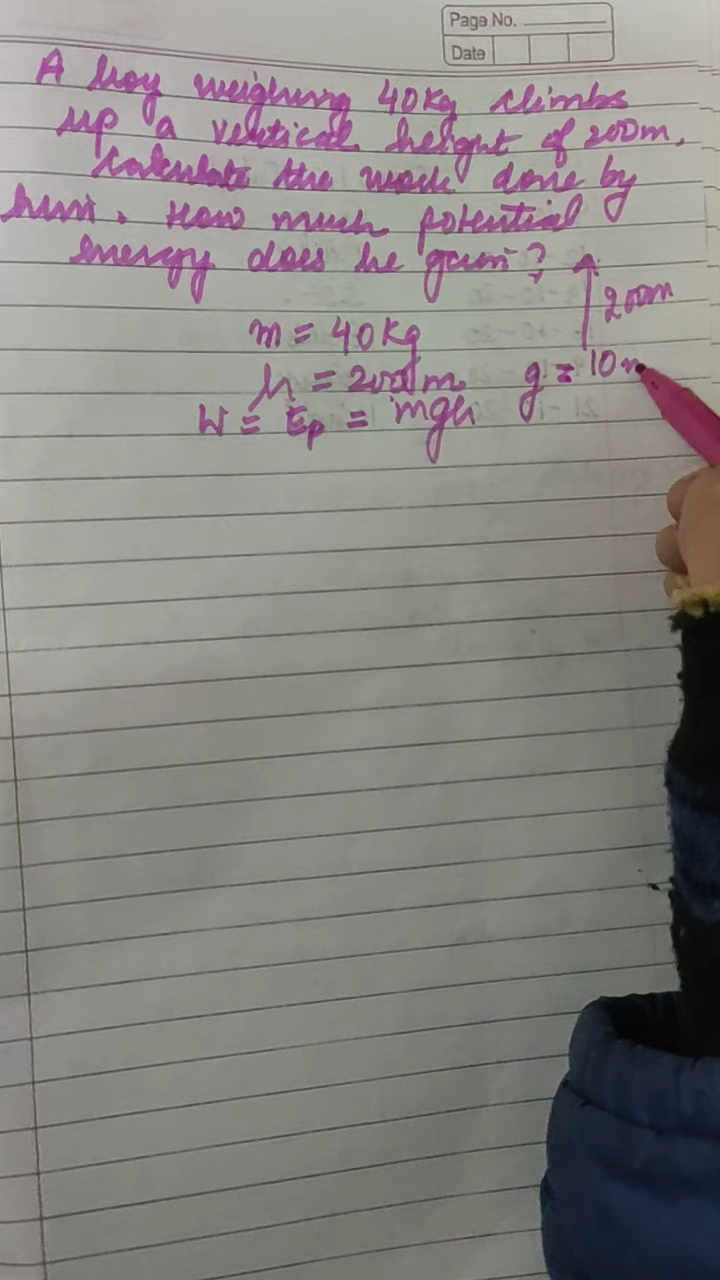 Page No.
Date
A boy weighing 40kg climbs
up a vertical height of 200m.
Calculate the work done by
him. How much potential
energy does he gain?
200m
m = 40kg
h = 200m g = 10 m
W = Ep = mgh